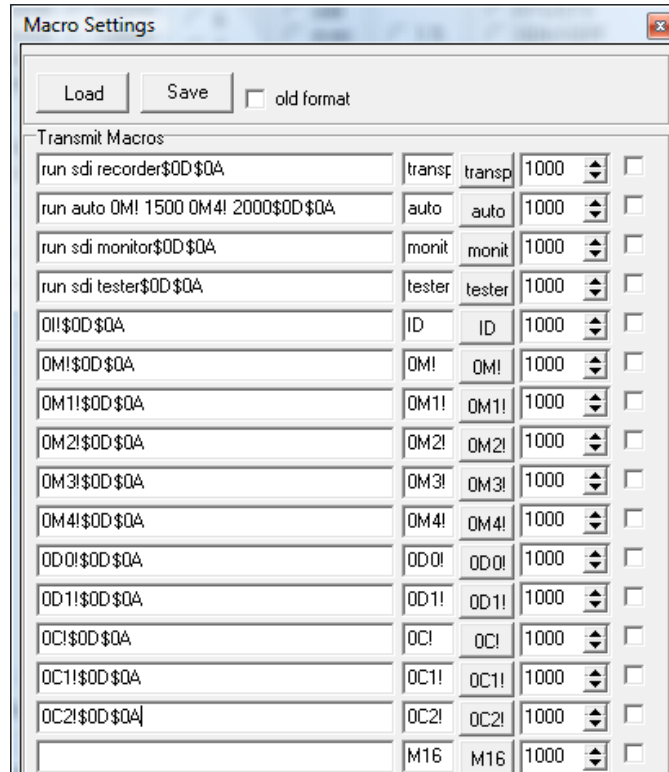 Macro Settings
Load Save old format
Transmit Macros
run sdi recorder$0D$0A transp transp 1000
run auto 0M! 1500 0M4! 2000$0D$0A auto auto 1000
run sdi monitor$0D$0A monit monit 1000
run sdi tester$0D$0A tester tester 1000
0I!$0D$0A ID ID 1000
0M!$0D$0A 0M! 0M! 1000
0M1!$0D$0A 0M1! 0M1! 1000
0M2!$0D$0A 0M2! 0M2! 1000
0M3!$0D$0A 0M3! 0M3! 1000
0M4!$0D$0A 0M4! 0M4! 1000
0D0!$0D$0A 0D0! 0D0! 1000
0D1!$0D$0A 0D1! 0D1! 1000
0C!$0D$0A 0C! 0C! 1000
0C1!$0D$0A 0C1! 0C1! 1000
0C2!$0D$0A 0C2! 0C2! 1000
M16 M16 1000